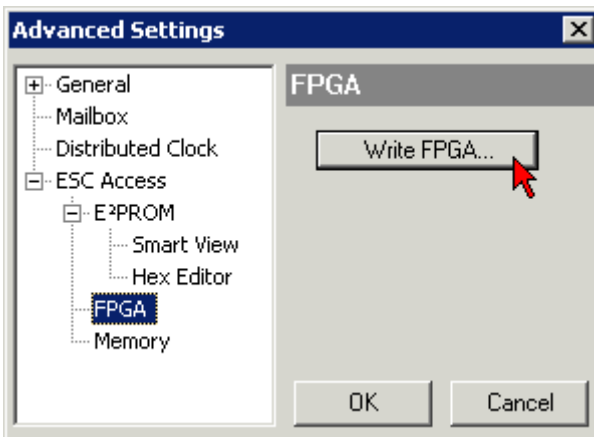 Advanced Settings
General
Mailbox
Distributed Clock
ESC Access
E²PROM
Smart View
Hex Editor
FPGA
Memory
FPGA
Write FPGA...
OK
Cancel